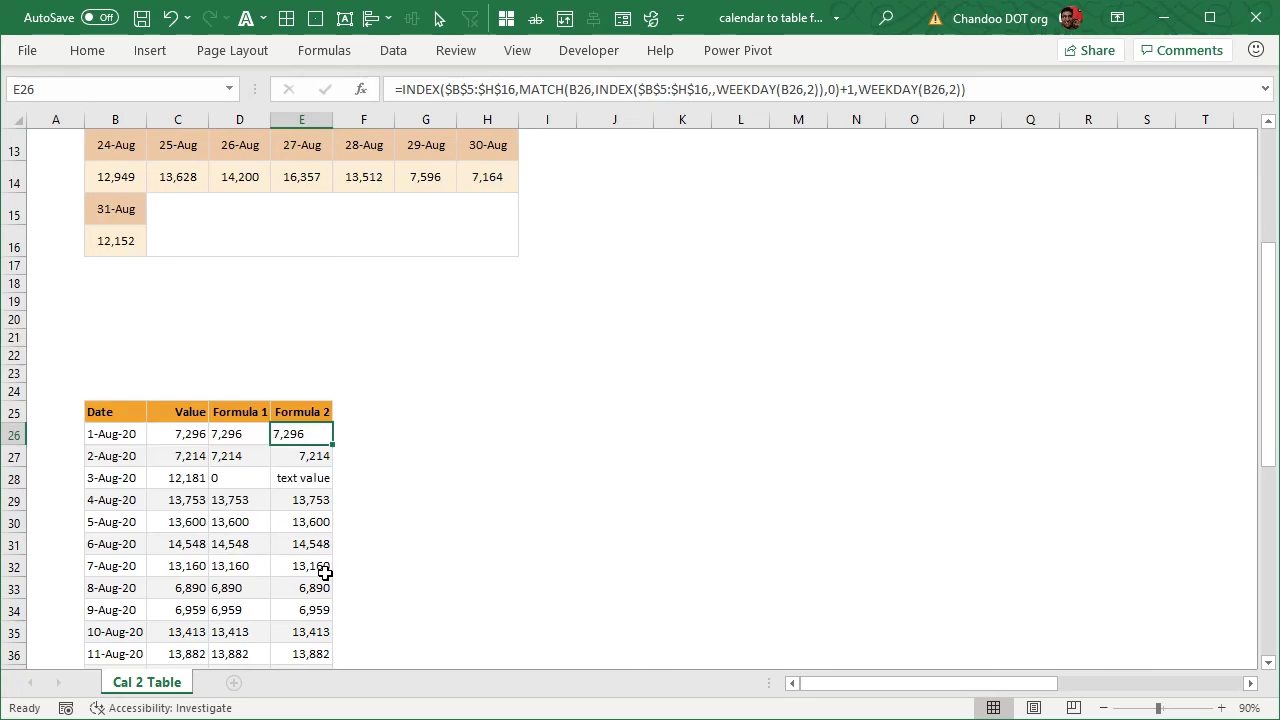 AutoSave Off calendar to table f... Chandoo DOT org
File Home Insert Page Layout Formulas Data Review View Developer Help Power Pivot Share Comments
E26 fx =INDEX($B$5:$H$16,MATCH(B26,INDEX($B$5:$H$16,,WEEKDAY(B26,2)),0)+1,WEEKDAY(B26,2))
A B C D E F G H I J K L M N O P Q R S T
13 24-Aug 25-Aug 26-Aug 27-Aug 28-Aug 29-Aug 30-Aug
14 12,949 13,628 14,200 16,357 13,512 7,596 7,164
15 31-Aug
16 12,152
17
18
19
20
21
22
23
24
25 Date Value Formula 1 Formula 2
26 1-Aug-20 7,296 7,296 7,296
27 2-Aug-20 7,214 7,214 7,214
28 3-Aug-20 12,181 0 text value
29 4-Aug-20 13,753 13,753 13,753
30 5-Aug-20 13,600 13,600 13,600
31 6-Aug-20 14,548 14,548 14,548
32 7-Aug-20 13,160 13,160 13,160
33 8-Aug-20 6,890 6,890 6,890
34 9-Aug-20 6,959 6,959 6,959
35 10-Aug-20 13,413 13,413 13,413
36 11-Aug-20 13,882 13,882 13,882
Cal 2 Table
Ready Accessibility: Investigate 90%